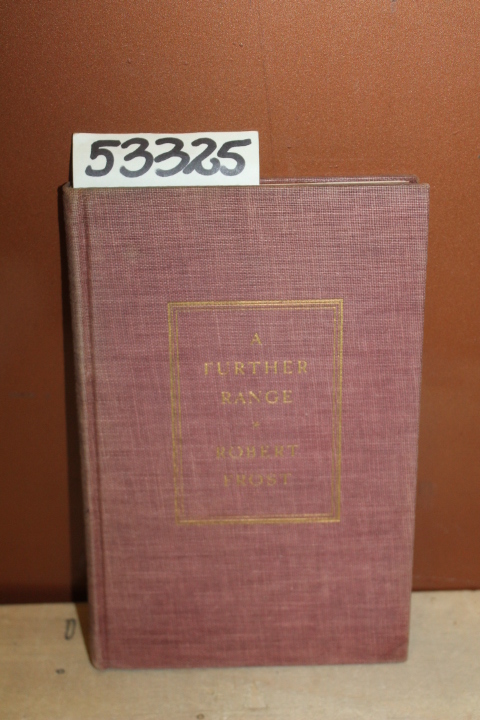 53325
A
FURTHER
RANGE
ROBERT
FROST
D